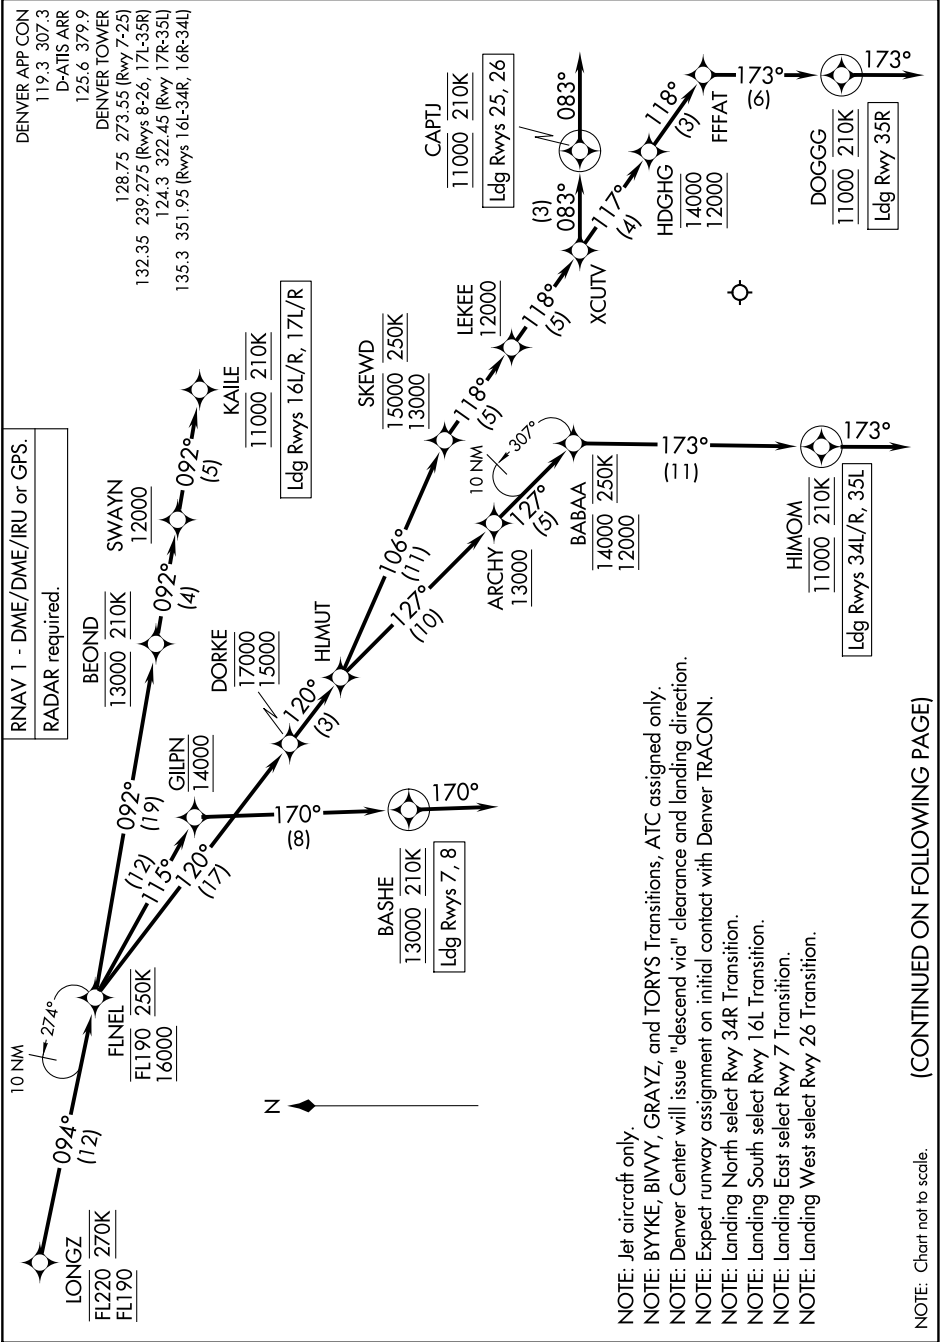 RNAV 1 - DME/DME/IRU or GPS.
RADAR required.
DENVER APP CON
119.3 307.3
D-ATIS ARR
125.6 379.9
DENVER TOWER
128.75 273.55 (Rwy 7-25)
132.35 239.275 (Rwys 8-26, 17L-35R)
124.3 322.45 (Rwy 17R-35L)
135.3 351.95 (Rwys 16L-34R, 16R-34L)
LONGZ
FL220 270K
FL190
094°
(12)
10 NM
274°
FLNEL
FL190 250K
16000
092°
(19)
BEOND
13000 210K
092°
(4)
SWAYN
12000
092°
(5)
KAILE
11000 210K
Ldg Rwys 16L/R, 17L/R
(12)
115°
GILPN
14000
170°
(8)
BASHE
13000 210K
Ldg Rwys 7, 8
170°
120°
(17)
DORKE
17000
15000
120°
(3)
HLMUT
106°
(11)
SKEWD
15000 250K
13000
118°
(5)
LEKEE
12000
118°
(5)
XCUTV
(3)
083°
CAPTJ
11000 210K
Ldg Rwys 25, 26
083°
117°
(4)
HDGHG
14000
12000
118°
(3)
FFFAT
173°
(6)
DOGGG
11000 210K
Ldg Rwy 35R
173°
127°
(10)
ARCHY
13000
127°
(5)
10 NM
307°
BABAA
14000 250K
12000
173°
(11)
HIMOM
11000 210K
Ldg Rwys 34L/R, 35L
173°
N
NOTE: Jet aircraft only.
NOTE: BYYKE, BIVVY, GRAYZ, and TORYS Transitions, ATC assigned only.
NOTE: Denver Center will issue "descend via" clearance and landing direction.
NOTE: Expect runway assignment on initial contact with Denver TRACON.
NOTE: Landing North select Rwy 34R Transition.
NOTE: Landing South select Rwy 16L Transition.
NOTE: Landing East select Rwy 7 Transition.
NOTE: Landing West select Rwy 26 Transition.
NOTE: Chart not to scale.
(CONTINUED ON FOLLOWING PAGE)